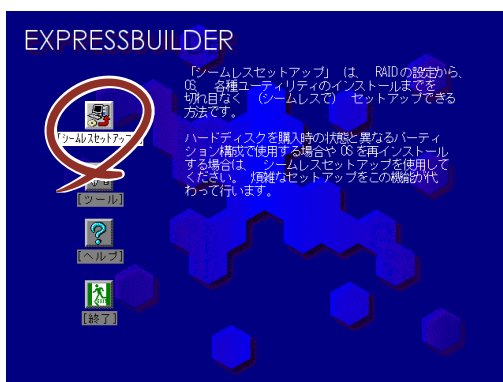 EXPRESSBUILDER
「シームレスセットアップ」 は、 RAIDの設定から、
OS、 各種ユーティリティのインストールまでを
切れ目なく (シームレスで) セットアップできる
方法です。
ハードディスクを購入時の状態と異なるパーティ
ション構成で使用する場合や OSを再インストール
する場合は、 シームレスセットアップを使用して
ください。 煩雑なセットアップをこの機能が代
わって行います。
「シームレスセットアップ
[ツール]
[ヘルプ]
[終了]